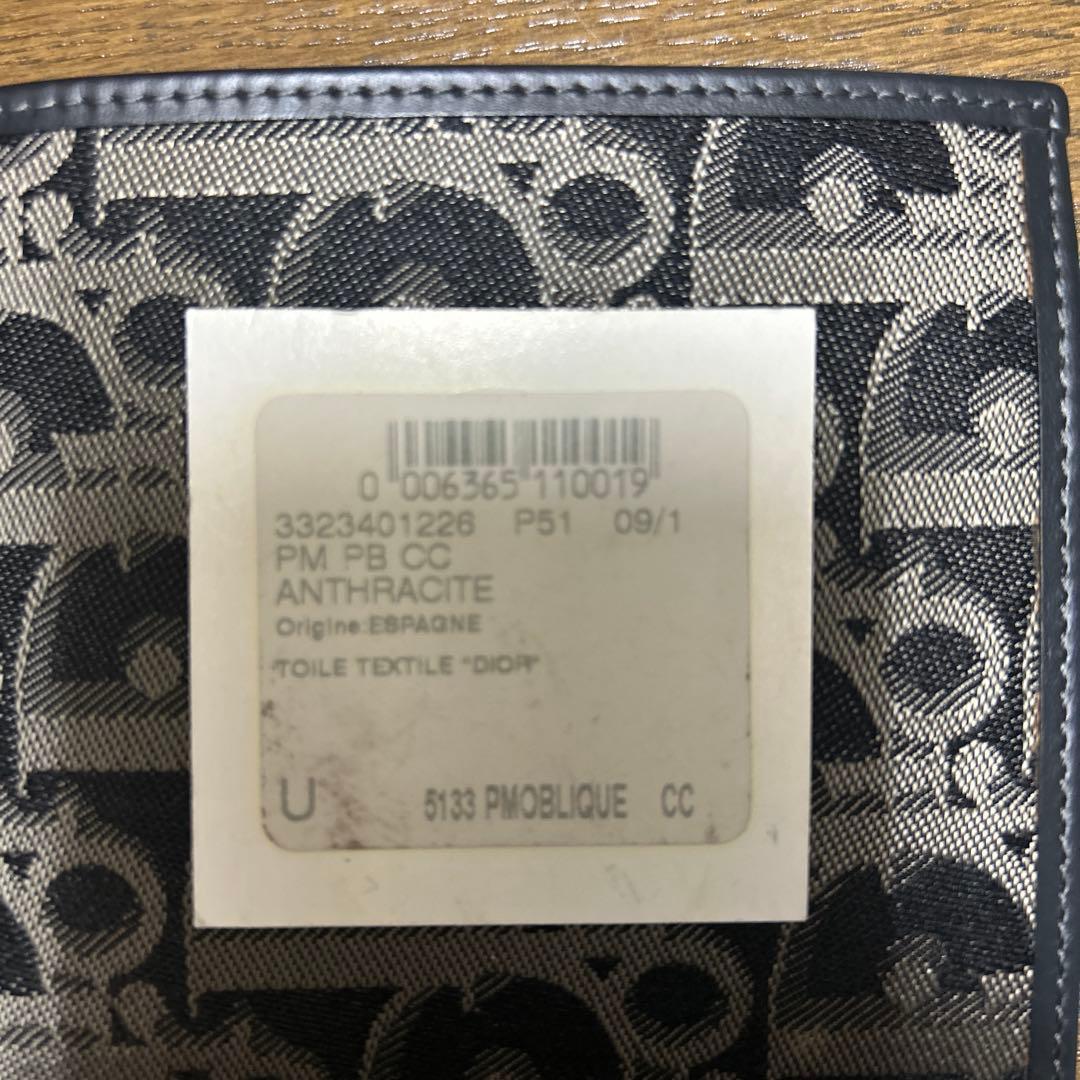 0 006365 110019
3323401226 P51 09/1
PM PB CC
ANTHRACITE
Origine:ESPAGNE
TOILE TEXTILE "DIOR"
U 5133 PMOBLIQUE CC